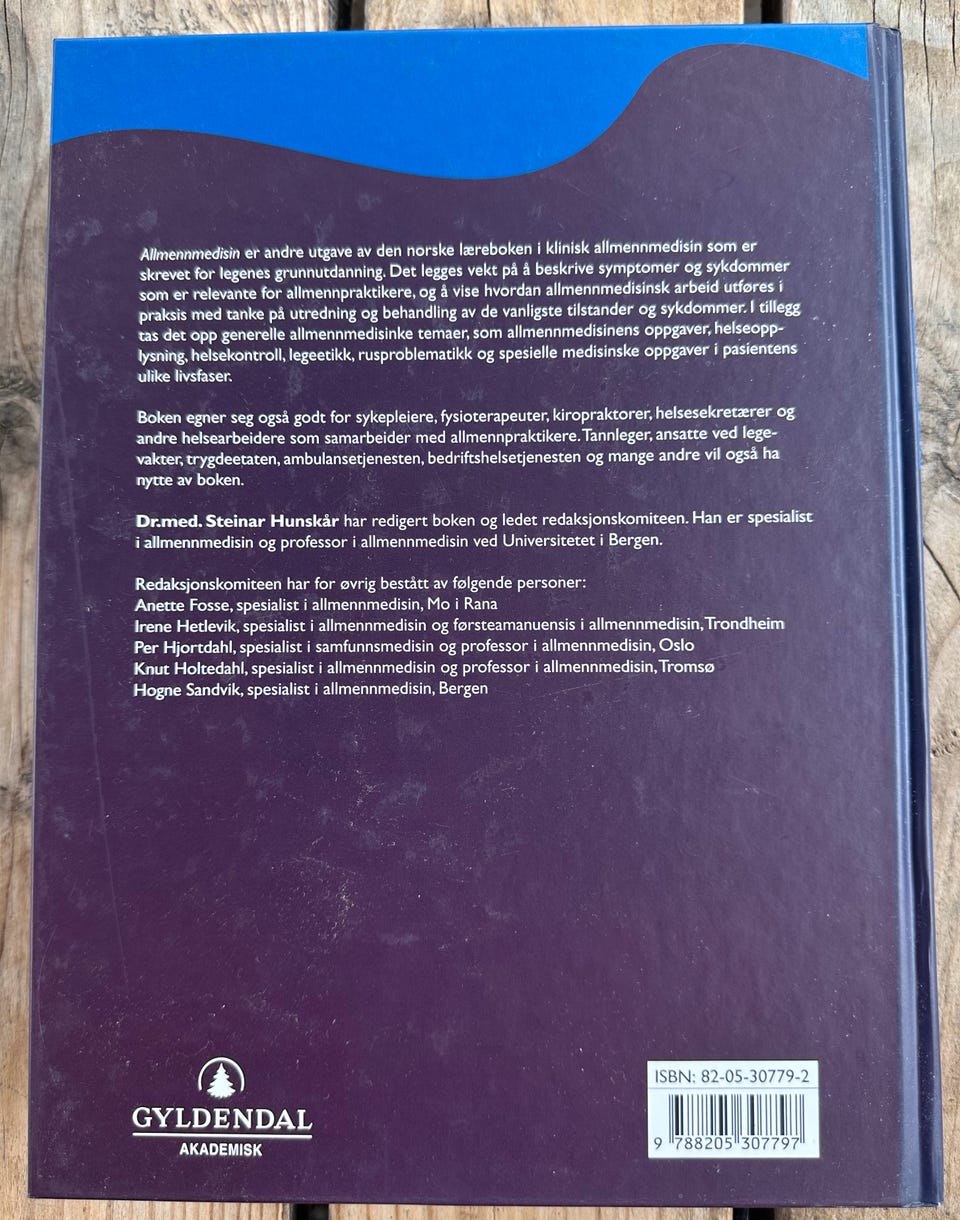 Allmennmedisin er andre utgave av den norske læreboken i klinisk allmennmedisin som er
skrevet for legenes grunnutdanning. Det legges vekt på å beskrive symptomer og sykdommer
som er relevante for allmennpraktikere, og å vise hvordan allmennmedisinsk arbeid utføres i
praksis med tanke på utredning og behandling av de vanligste tilstander og sykdommer. I tillegg
tas det opp generelle allmennmedisinke temaer, som allmennmedisinens oppgaver, helseopp-
lysning, helsekontroll, legeetikk, rusproblematikk og spesielle medisinske oppgaver i pasientens
ulike livsfaser.
Boken egner seg også godt for sykepleiere, fysioterapeuter, kiropraktorer, helsesekretærer og
andre helsearbeidere som samarbeider med allmennpraktikere. Tannleger, ansatte ved lege-
vakter, trygdeetaten, ambulansetjenesten, bedriftshelsetjenesten og mange andre vil også ha
nytte av boken.
Dr.med. Steinar Hunskår har redigert boken og ledet redaksjonskomiteen. Han er spesialist
i allmennmedisin og professor i allmennmedisin ved Universitetet i Bergen.
Redaksjonskomiteen har for øvrig bestått av følgende personer:
Anette Fosse, spesialist i allmennmedisin, Mo i Rana
Irene Hetlevik, spesialist i allmennmedisin og førsteamanuensis i allmennmedisin, Trondheim
Per Hjortdahl, spesialist i samfunnsmedisin og professor i allmennmedisin, Oslo
Knut Holtedahl, spesialist i allmennmedisin og professor i allmennmedisin, Tromsø
Hogne Sandvik, spesialist i allmennmedisin, Bergen
GYLDENDAL
AKADEMISK
ISBN: 82-05-30779-2
9 788205 307797